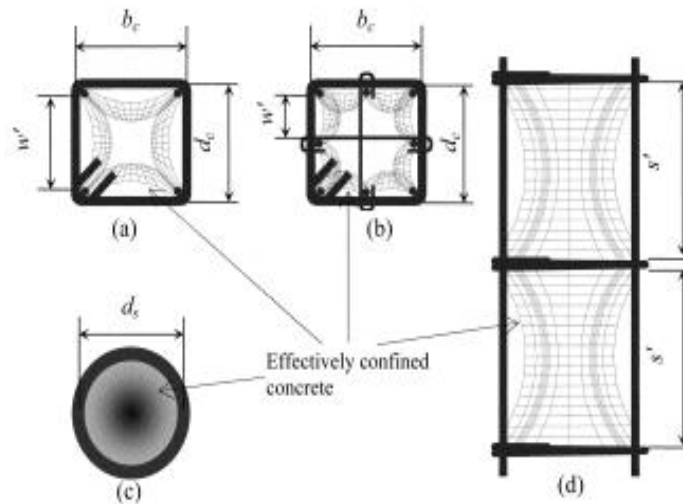 b_c
b_c
w'
d_c
w'
d_c
s'
(a)
(b)
d_s
s'
Effectively confined
concrete
(c)
(d)